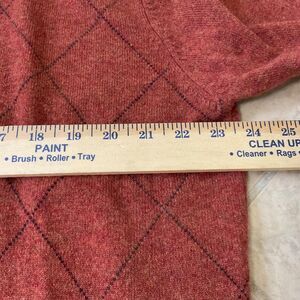 7 18 19 20 21 22 23 24 25
PAINT CLEAN UP
• Brush • Roller • Tray • Cleaner • Rags •